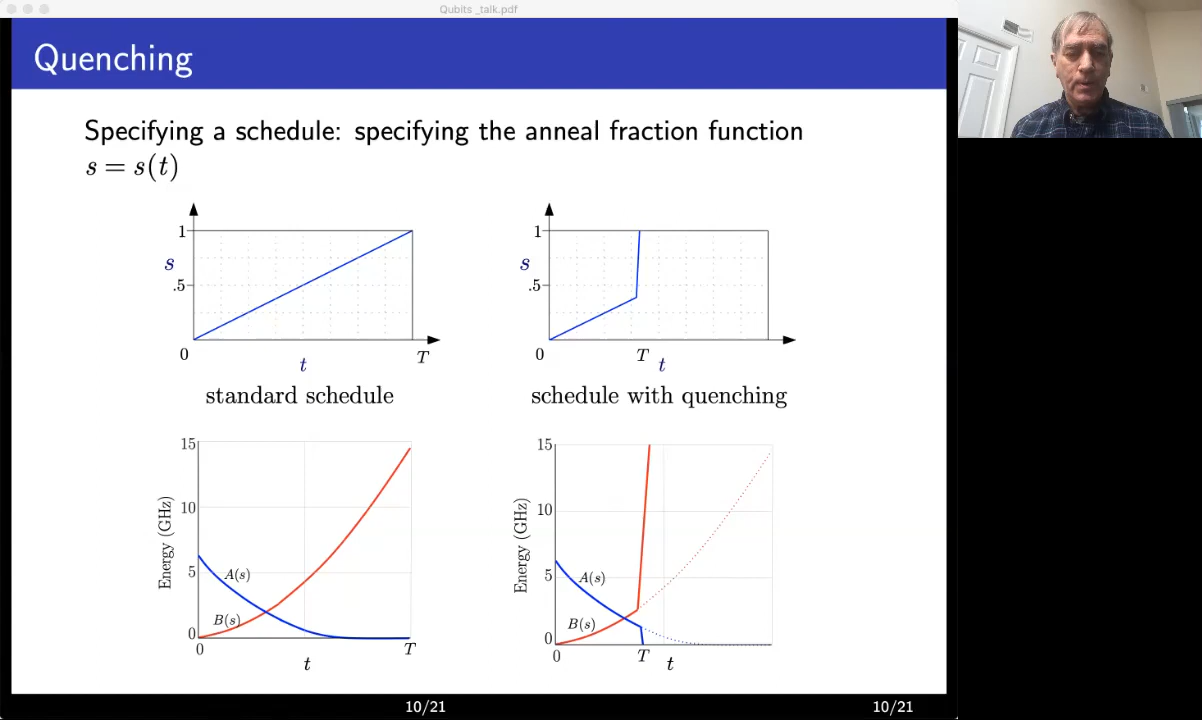 Qubits _talk.pdf
Quenching
Specifying a schedule: specifying the anneal fraction function
s = s(t)
1
s
.5
0
t
T
standard schedule
1
s
.5
0
T
t
schedule with quenching
15
10
5
0
Energy (GHz)
A(s)
B(s)
0
t
T
15
10
5
0
Energy (GHz)
A(s)
B(s)
0
T
t
10/21
10/21